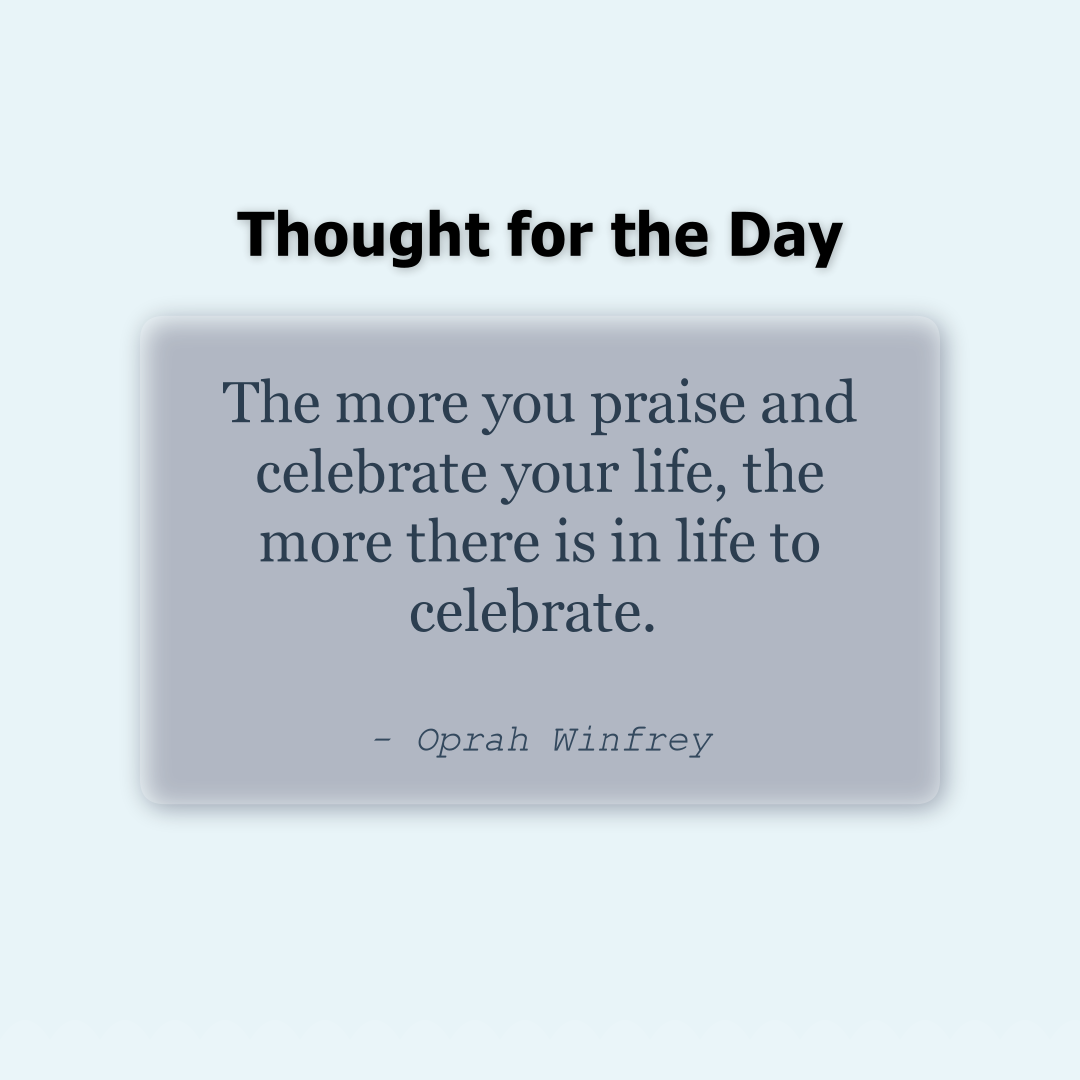 Thought for the Day
The more you praise and
celebrate your life, the
more there is in life to
celebrate.
- Oprah Winfrey